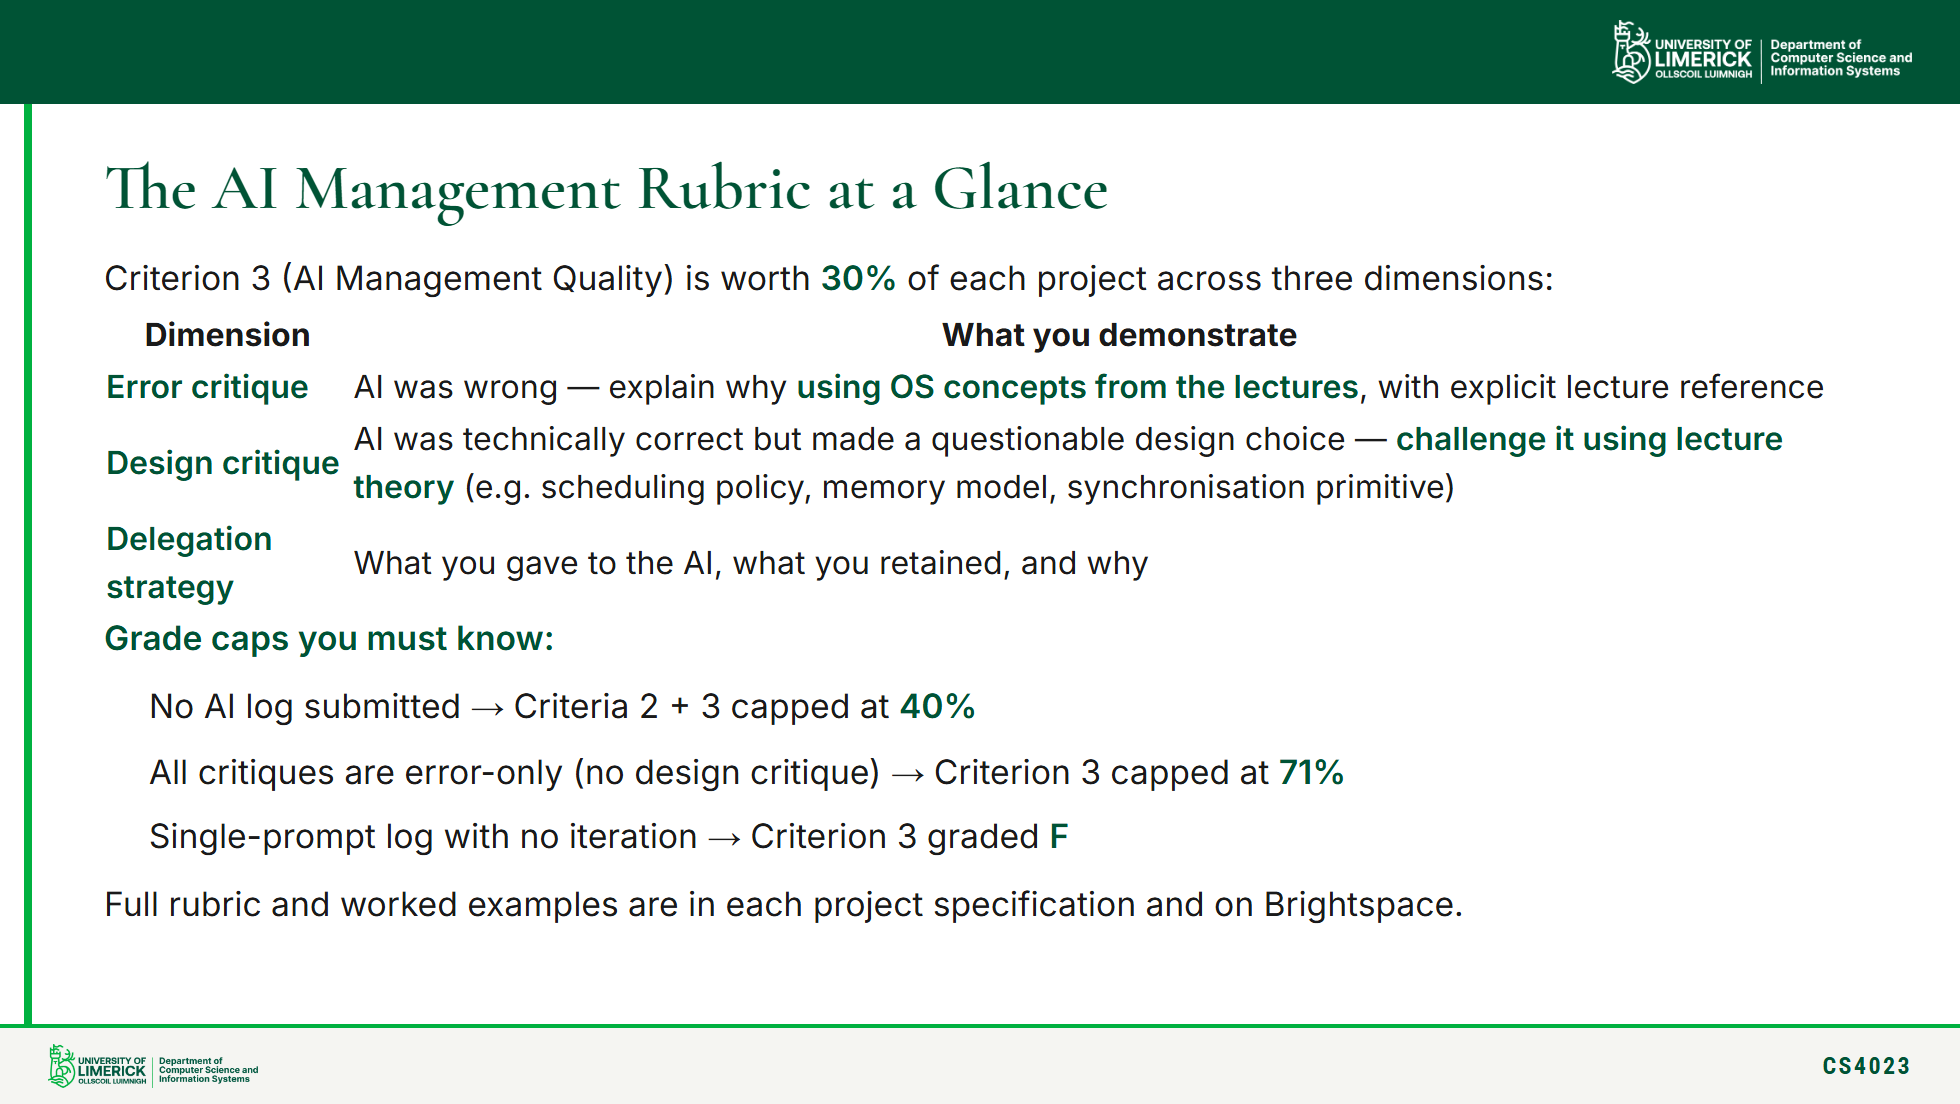 UNIVERSITY OF
LIMERICK
OLLSCOIL LUIMNIGH
Department of
Computer Science and
Information Systems
The AI Management Rubric at a Glance
Criterion 3 (AI Management Quality) is worth 30% of each project across three dimensions:
Dimension What you demonstrate
Error critique AI was wrong — explain why using OS concepts from the lectures, with explicit lecture reference
Design critique AI was technically correct but made a questionable design choice — challenge it using lecture
theory (e.g. scheduling policy, memory model, synchronisation primitive)
Delegation
strategy
What you gave to the AI, what you retained, and why
Grade caps you must know:
No AI log submitted → Criteria 2 + 3 capped at 40%
All critiques are error-only (no design critique) → Criterion 3 capped at 71%
Single-prompt log with no iteration → Criterion 3 graded F
Full rubric and worked examples are in each project specification and on Brightspace.
UNIVERSITY OF
LIMERICK
OLLSCOIL LUIMNIGH
Department of
Computer Science and
Information Systems
CS4023